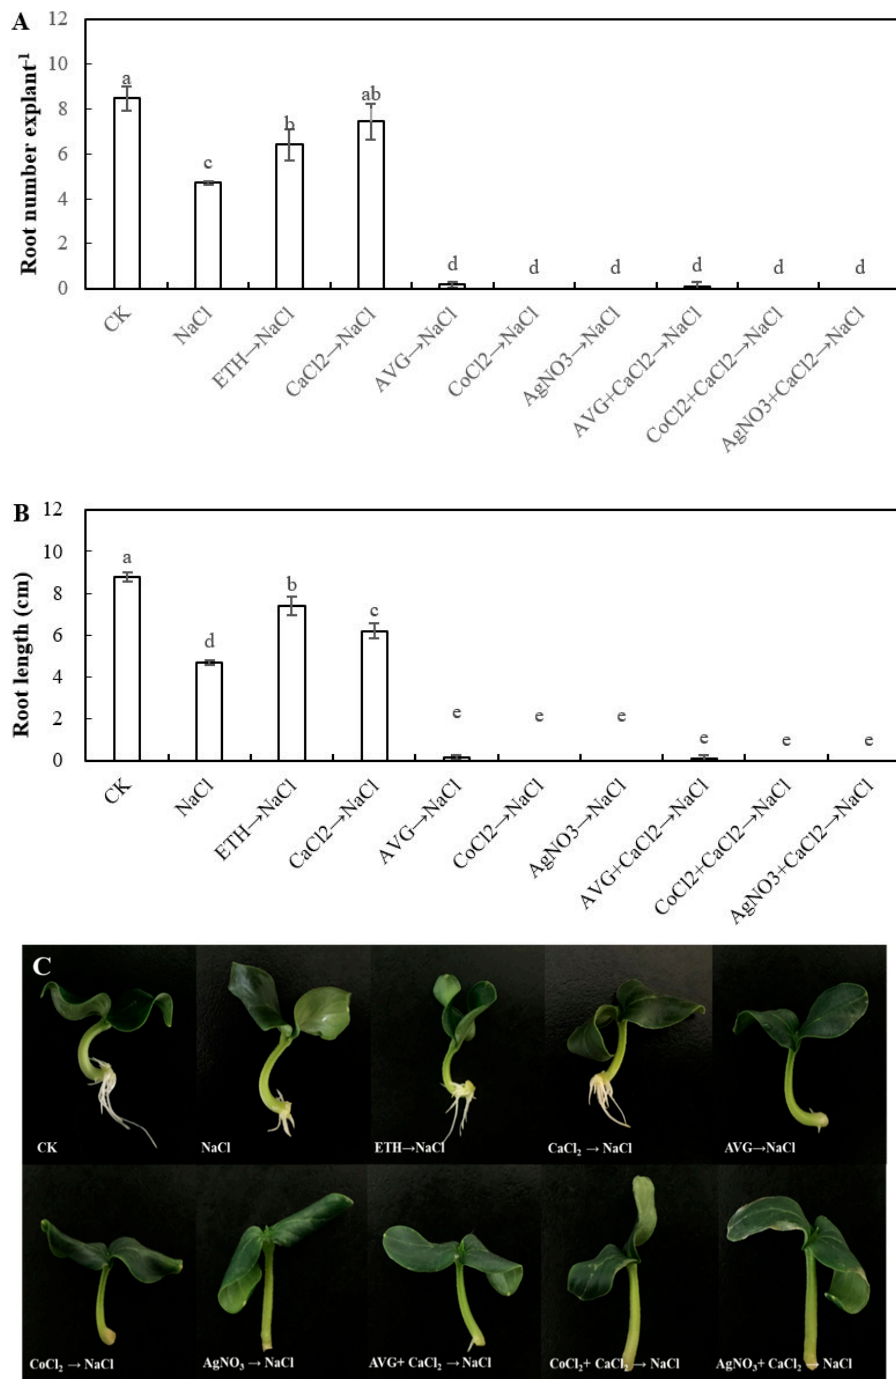 A
Root number explant⁻¹
12
10
8
6
4
2
0
a
c
b
ab
d
d
d
d
d
d
CK
NaCl
ETH→NaCl
CaCl2→NaCl
AVG→NaCl
CoCl2→NaCl
AgNO3→NaCl
AVG+CaCl2→NaCl
CoCl2+CaCl2→NaCl
AgNO3+CaCl2→NaCl
B
Root length (cm)
12
10
8
6
4
2
0
a
d
b
c
e
e
e
e
e
e
CK
NaCl
ETH→NaCl
CaCl2→NaCl
AVG→NaCl
CoCl2→NaCl
AgNO3→NaCl
AVG+CaCl2→NaCl
CoCl2+CaCl2→NaCl
AgNO3+CaCl2→NaCl
C
CK
NaCl
ETH→NaCl
CaCl₂ → NaCl
AVG→NaCl
CoCl₂ → NaCl
AgNO₃ → NaCl
AVG+ CaCl₂ → NaCl
CoCl₂+ CaCl₂ → NaCl
AgNO₃+ CaCl₂ → NaCl